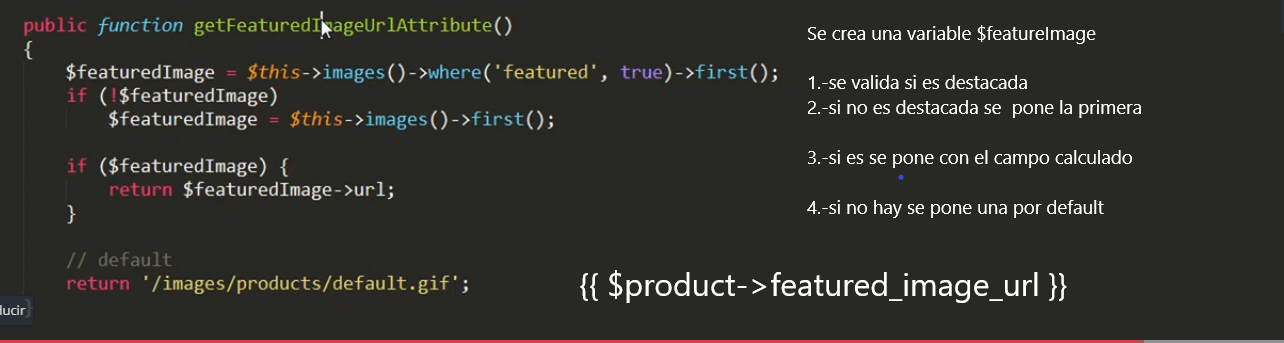 public function getFeaturedImageUrlAttribute()
{
$featuredImage = $this->images()->where('featured', true)->first();
if (!$featuredImage)
$featuredImage = $this->images()->first();
if ($featuredImage) {
return $featuredImage->url;
}
// default
return '/images/products/default.gif';
}
ducir
Se crea una variable $featureImage
1.-se valida si es destacada
2.-si no es destacada se pone la primera
3.-si es se pone con el campo calculado
4.-si no hay se pone una por default
{{ $product->featured_image_url }}